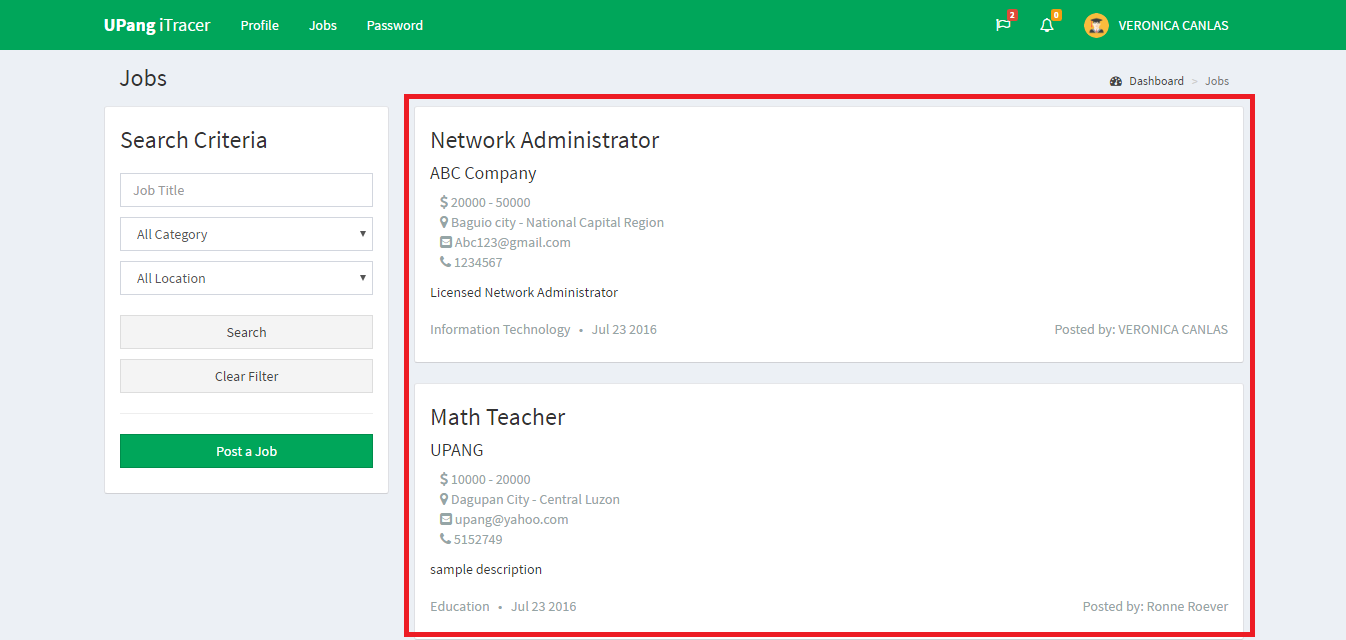 UPang iTracer Profile Jobs Password 2 0 VERONICA CANLAS
Jobs
Dashboard > Jobs
Search Criteria
Job Title
All Category
All Location
Search
Clear Filter
Post a Job
Network Administrator
ABC Company
$ 20000 - 50000
Baguio city - National Capital Region
Abc123@gmail.com
1234567
Licensed Network Administrator
Information Technology • Jul 23 2016 Posted by: VERONICA CANLAS
Math Teacher
UPANG
$ 10000 - 20000
Dagupan City - Central Luzon
upang@yahoo.com
5152749
sample description
Education • Jul 23 2016 Posted by: Ronne Roever